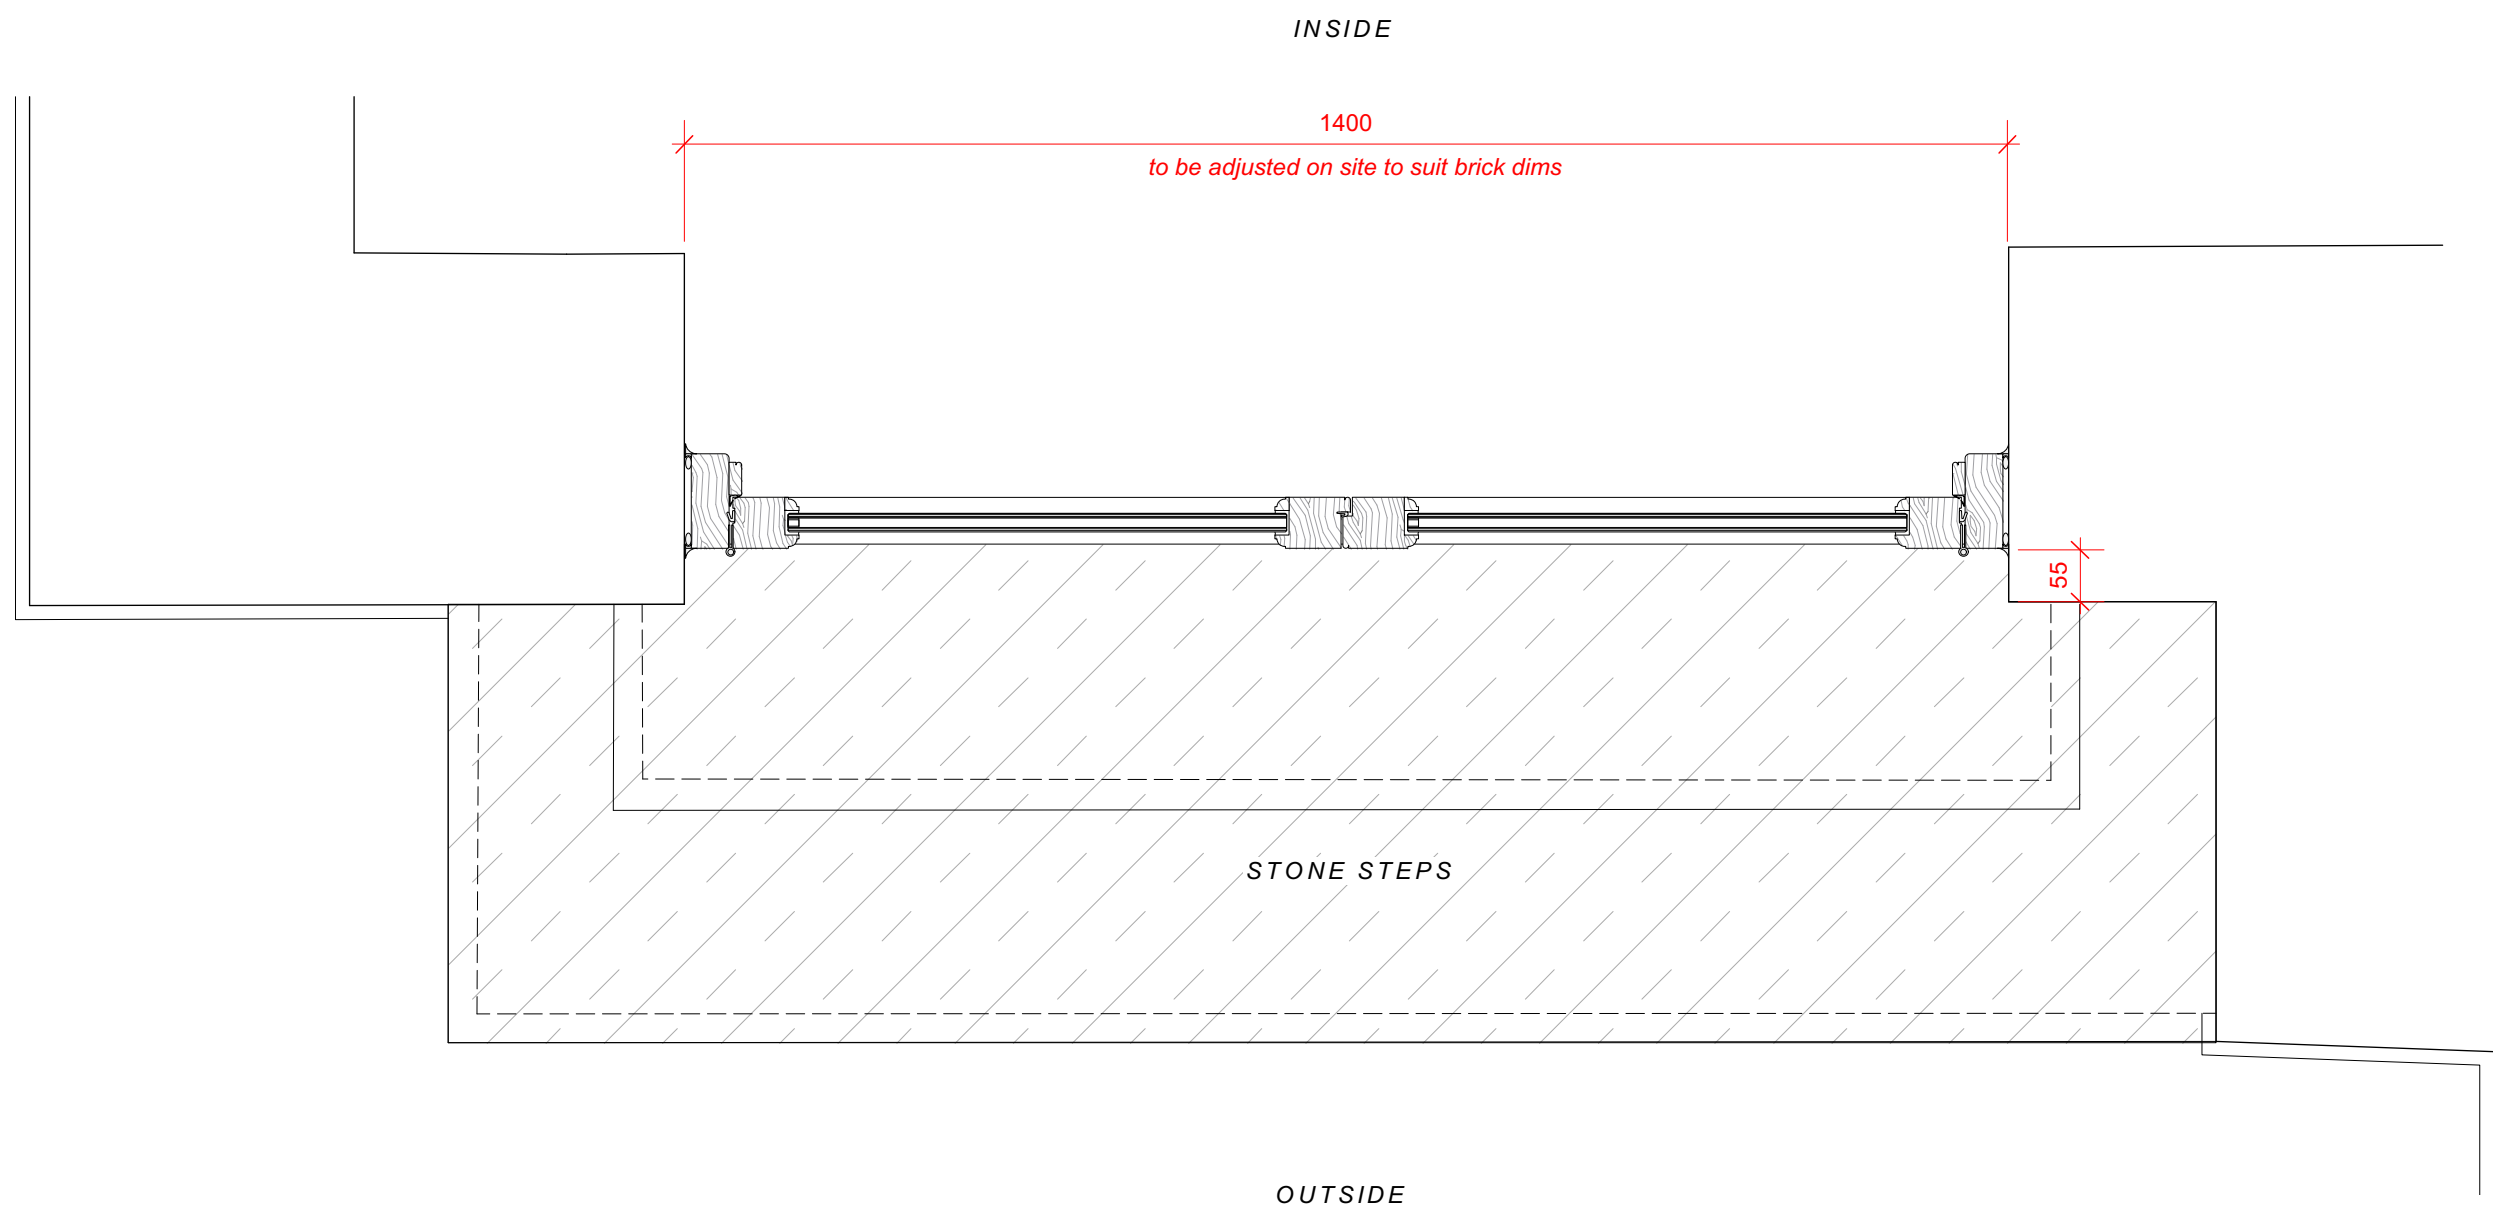 INSIDE
1400
to be adjusted on site to suit brick dims
55
STONE STEPS
OUTSIDE